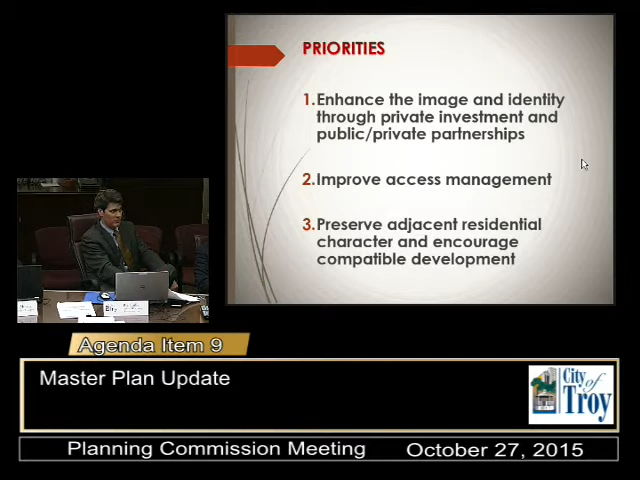 PRIORITIES
1. Enhance the image and identity
through private investment and
public/private partnerships
2. Improve access management
3. Preserve adjacent residential
character and encourage
compatible development
Agenda Item 9
Master Plan Update
City
of
Troy
Planning Commission Meeting October 27, 2015